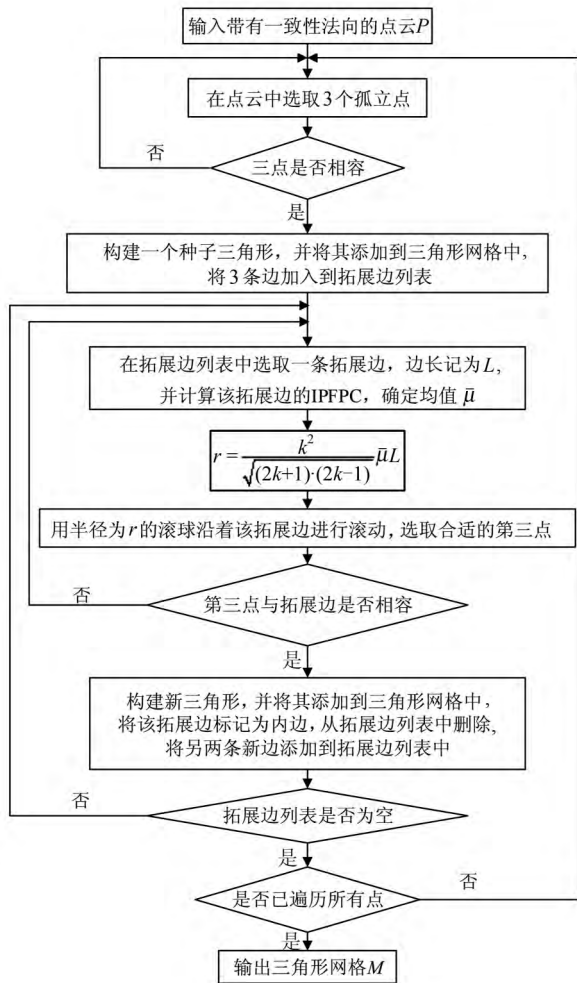 输入带有一致性法向的点云P
在点云中选取3个孤立点
否
三点是否相容
是
构建一个种子三角形，并将其添加到三角形网格中，
将3条边加入到拓展边列表
在拓展边列表中选取一条拓展边，边长记为L，
并计算该拓展边的IPFPC，确定均值 μ̄
r = k²/√((2k+1)·(2k−1)) μ̄L
用半径为r的滚球沿着该拓展边进行滚动，选取合适的第三点
否
第三点与拓展边是否相容
是
构建新三角形，并将其添加到三角形网格中，
将该拓展边标记为内边，从拓展边列表中删除，
将另两条新边添加到拓展边列表中
否
拓展边列表是否为空
是
否
是否已遍历所有点
是
输出三角形网格M